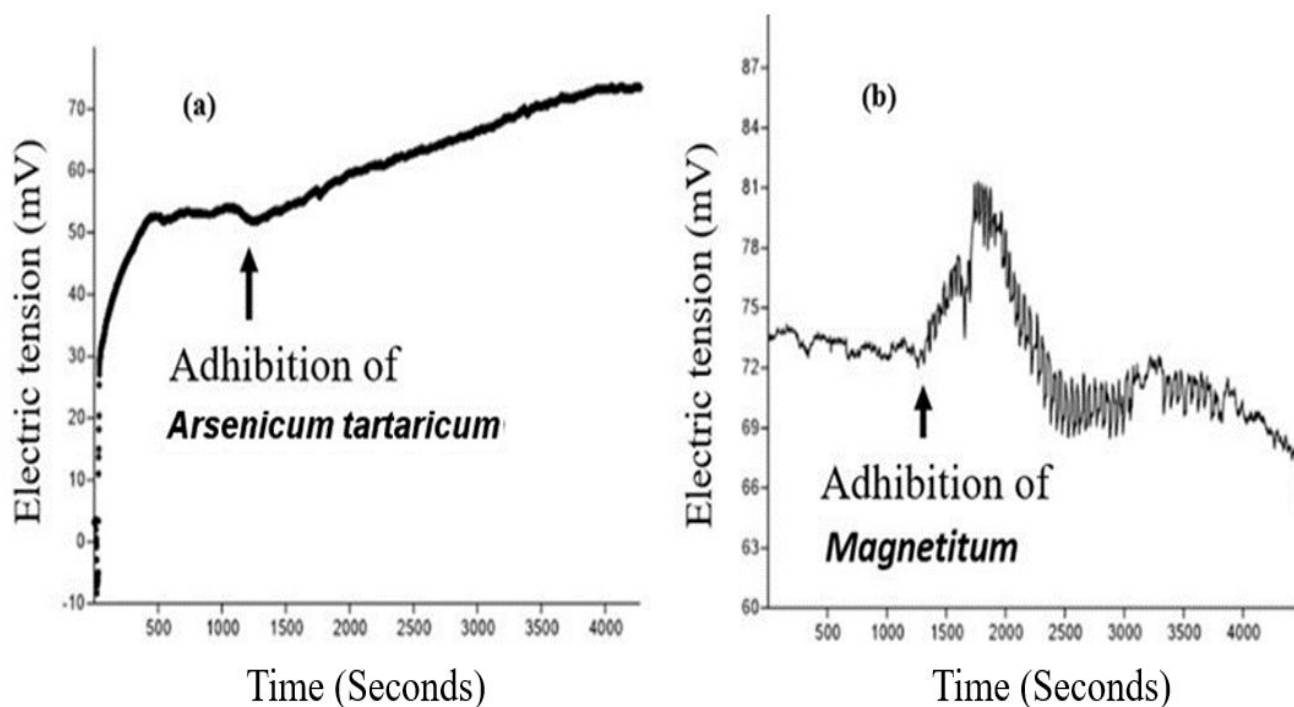 (a)
Electric tension (mV)
70
60
50
40
30
20
10
0
-10
Adhibition of
Arsenicum tartaricum
500 1000 1500 2000 2500 3000 3500 4000
Time (Seconds)
(b)
Electric tension (mV)
87
84
81
78
75
72
69
66
63
60
Adhibition of
Magnetitum
500 1000 1500 2000 2500 3000 3500 4000
Time (Seconds)